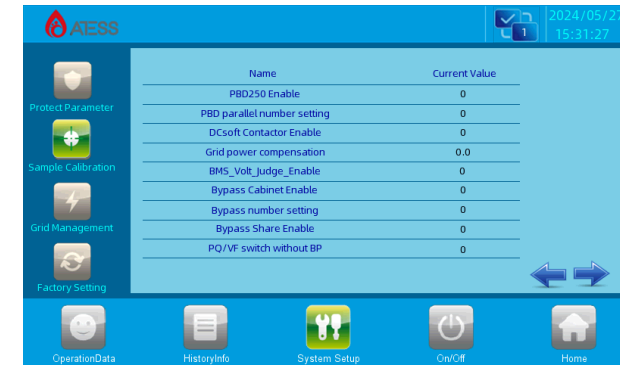 ATESS
1
2024/05/27
15:31:27
Protect Parameter
Sample Calibration
Grid Management
Factory Setting
Name Current Value
PBD250 Enable 0
PBD parallel number setting 0
DCsoft Contactor Enable 0
Grid power compensation 0.0
BMS_Volt_Judge_Enable 0
Bypass Cabinet Enable 0
Bypass number setting 0
Bypass Share Enable 0
PQ/VF switch without BP 0
OperationData HistoryInfo System Setup On/Off Home